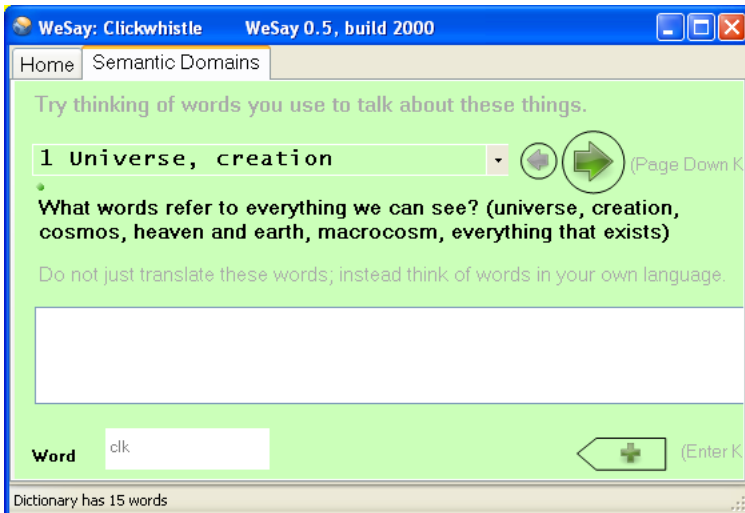 WeSay: Clickwhistle WeSay 0.5, build 2000
Home Semantic Domains
Try thinking of words you use to talk about these things.
1 Universe, creation (Page Down K
What words refer to everything we can see? (universe, creation,
cosmos, heaven and earth, macrocosm, everything that exists)
Do not just translate these words; instead think of words in your own language.
Word clk (Enter K
Dictionary has 15 words